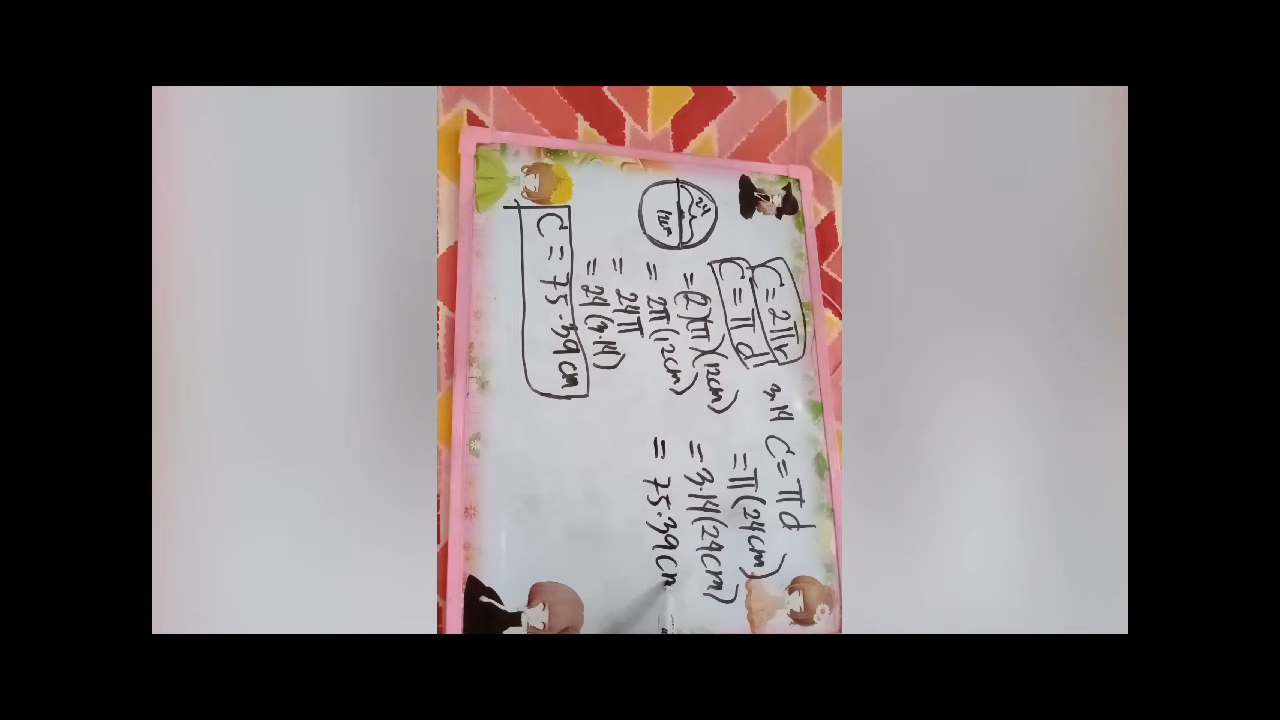 24
12cm
C = 2πr
C = πd
= (2)(π)(12cm)
= 2π(12cm)
= 24π
= 24(3.14)
C = 75.39cm
3.14
C = πd
= π(24cm)
= 3.14(24cm)
= 75.39cm